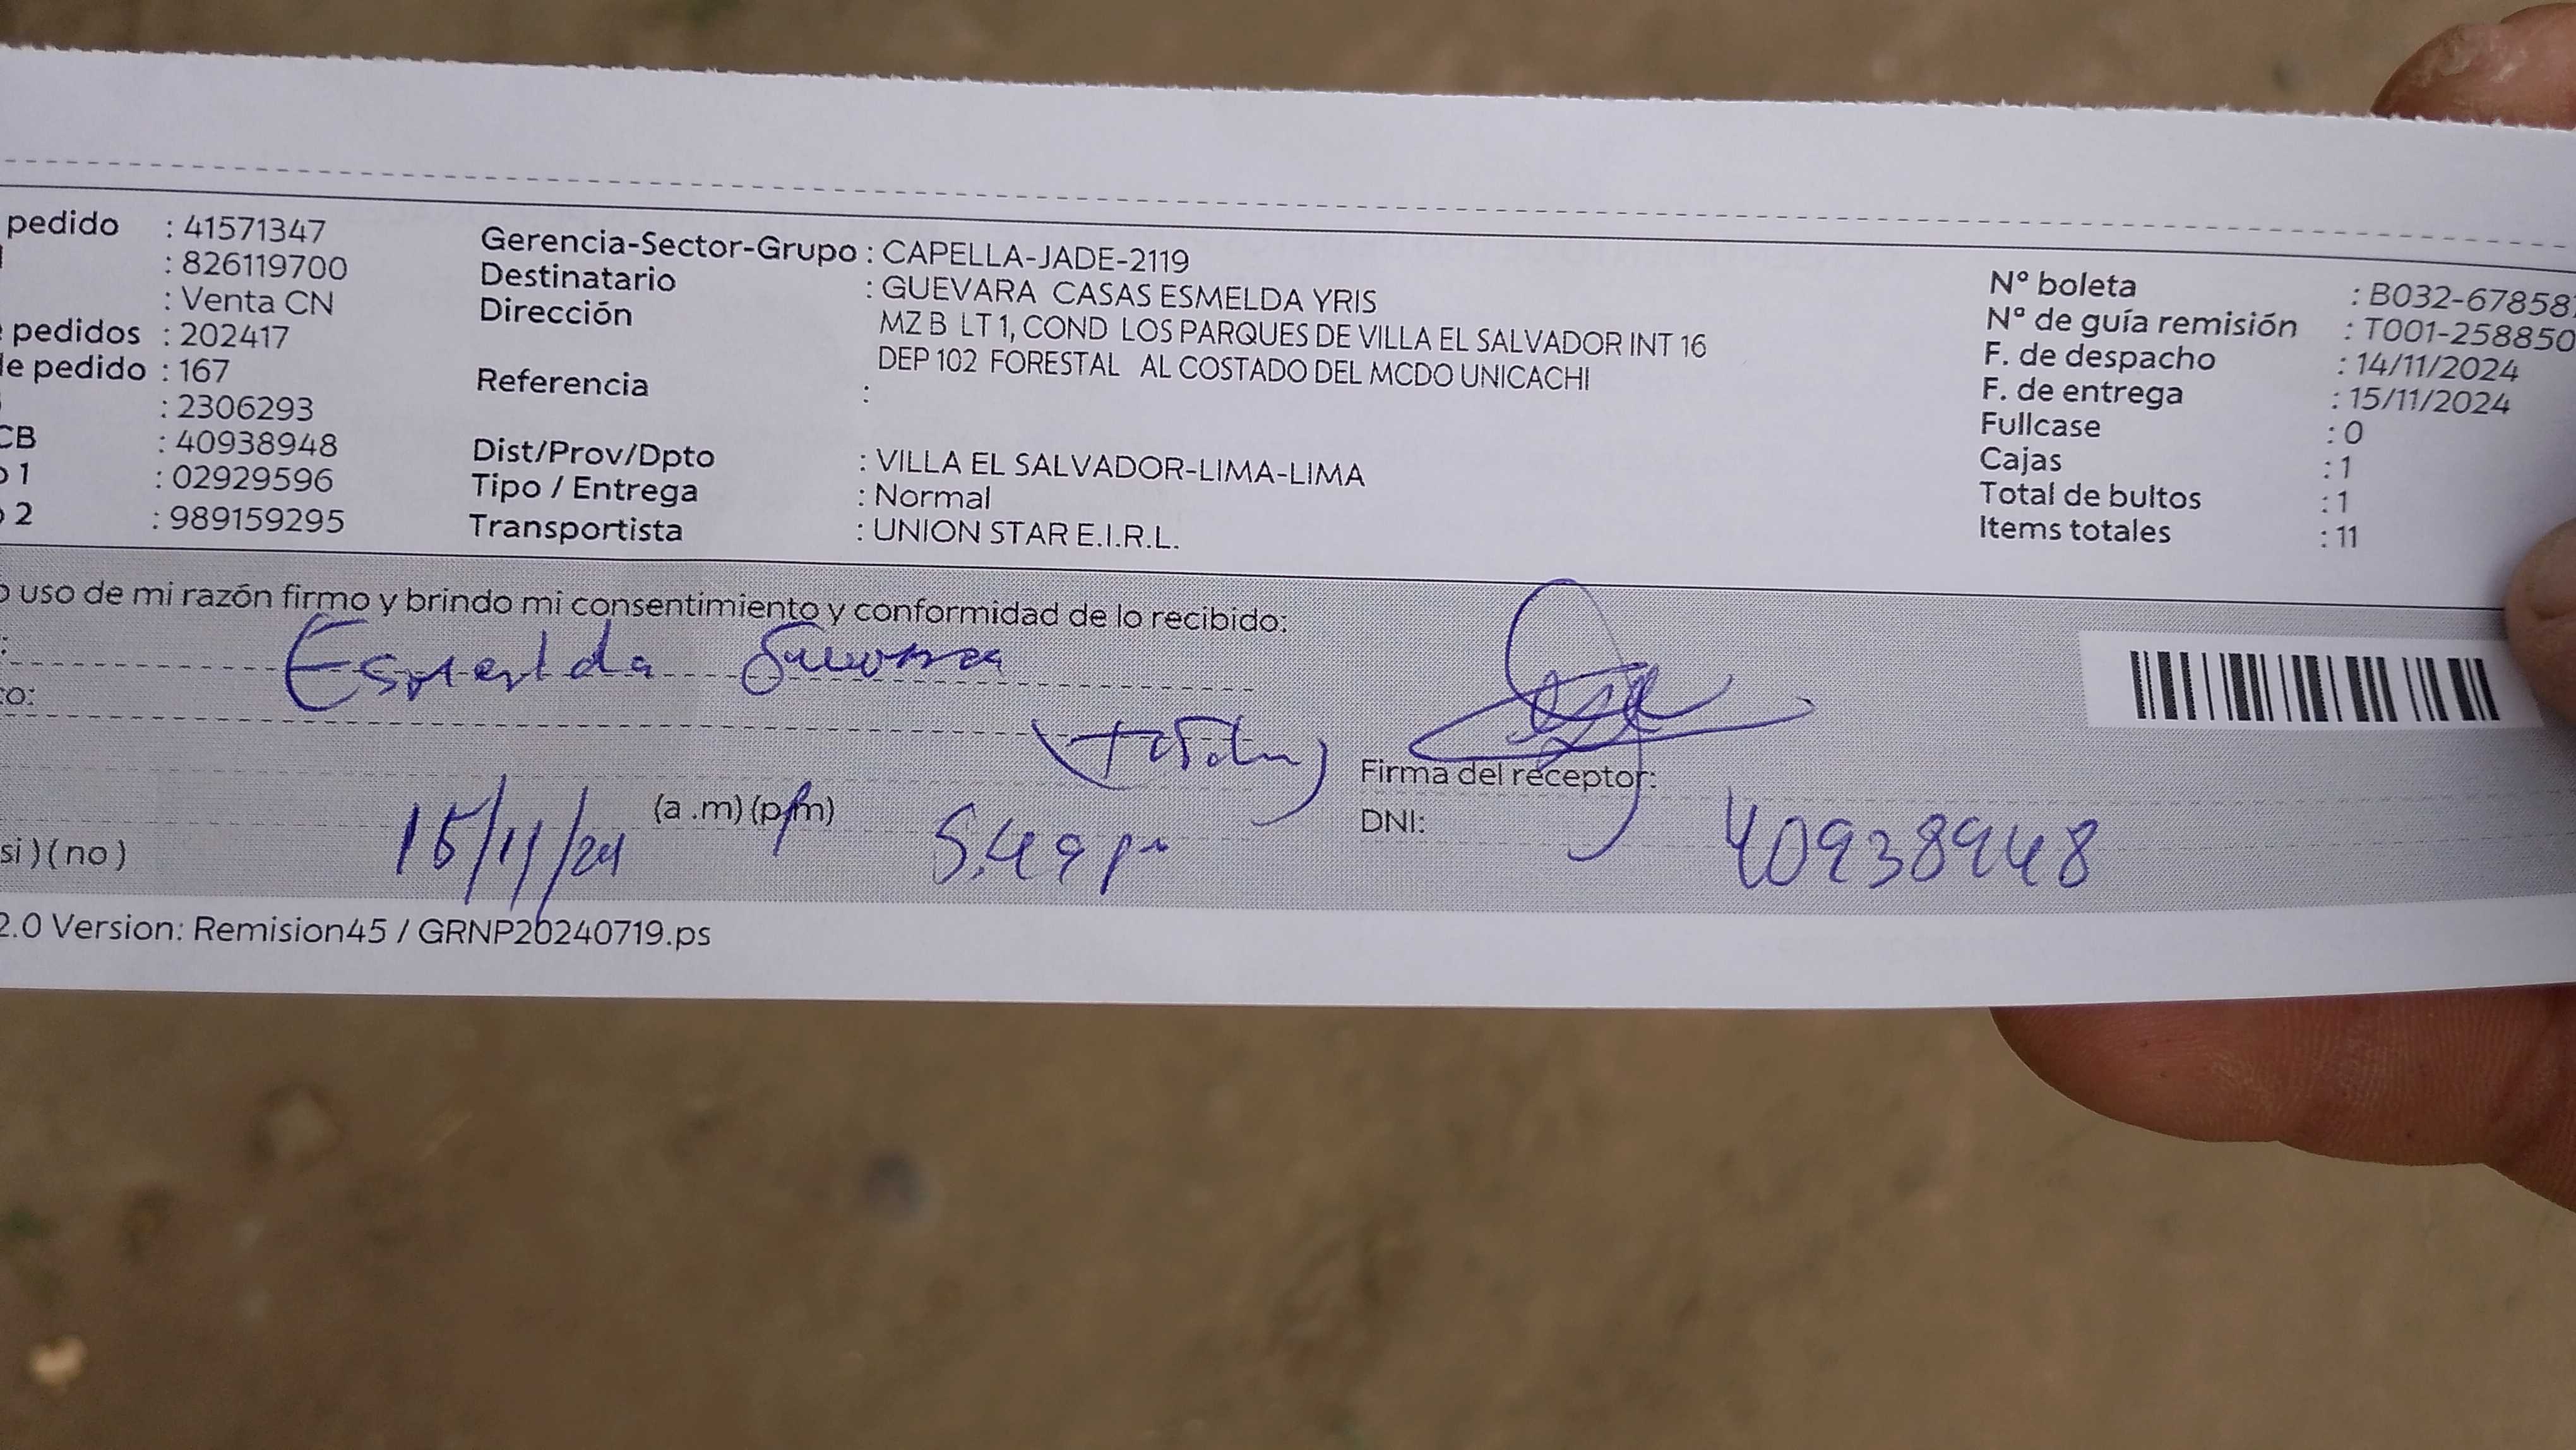 pedido : 41571347
: 826119700
: Venta CN
pedidos : 202417
de pedido : 167
: 2306293
CB : 40938948
1 : 02929596
2 : 989159295
Gerencia-Sector-Grupo : CAPELLA-JADE-2119
Destinatario : GUEVARA CASAS ESMELDA YRIS
Dirección MZ B LT 1, COND LOS PARQUES DE VILLA EL SALVADOR INT 16
DEP 102 FORESTAL AL COSTADO DEL MCDO UNICACHI
Referencia :
Dist/Prov/Dpto : VILLA EL SALVADOR-LIMA-LIMA
Tipo / Entrega : Normal
Transportista : UNION STAR E.I.R.L.
Nº boleta : B032-67858
Nº de guía remisión : T001-258850
F. de despacho : 14/11/2024
F. de entrega : 15/11/2024
Fullcase : 0
Cajas : 1
Total de bultos : 1
Items totales : 11
o uso de mi razón firmo y brindo mi consentimiento y conformidad de lo recibido:
Esmelda Guevara
(titular)
Firma del receptor:
(a .m) (p.m)
DNI: 40938948
si ) ( no ) 15/11/24 5.49 pm
2.0 Version: Remision45 / GRNP20240719.ps